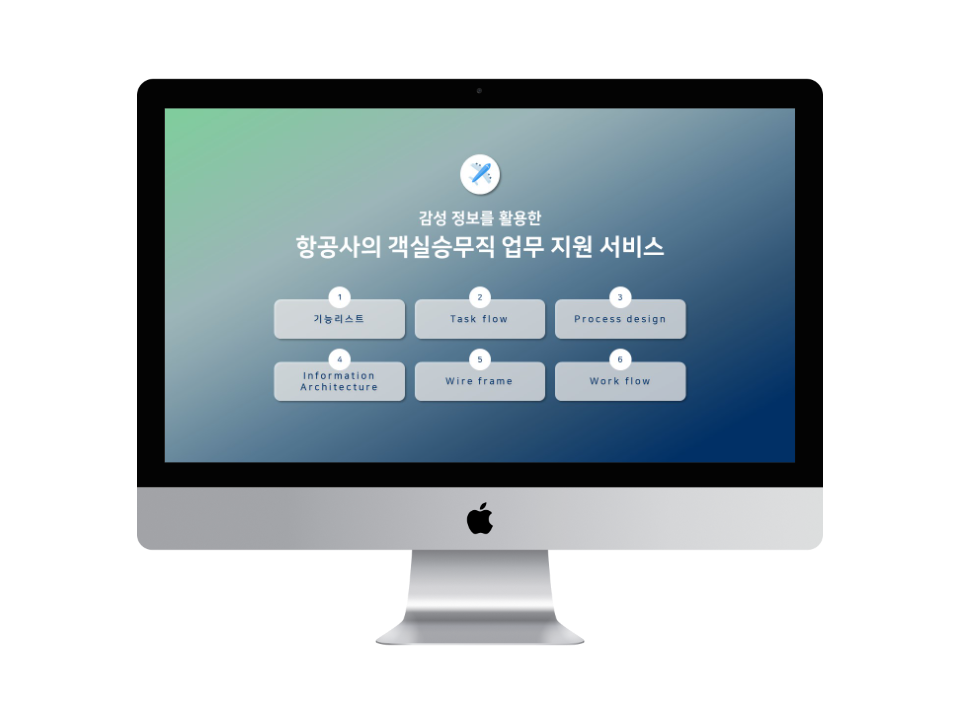 감성 정보를 활용한
항공사의 객실승무직 업무 지원 서비스
1
기능리스트
2
Task flow
3
Process design
4
Information
Architecture
5
Wire frame
6
Work flow